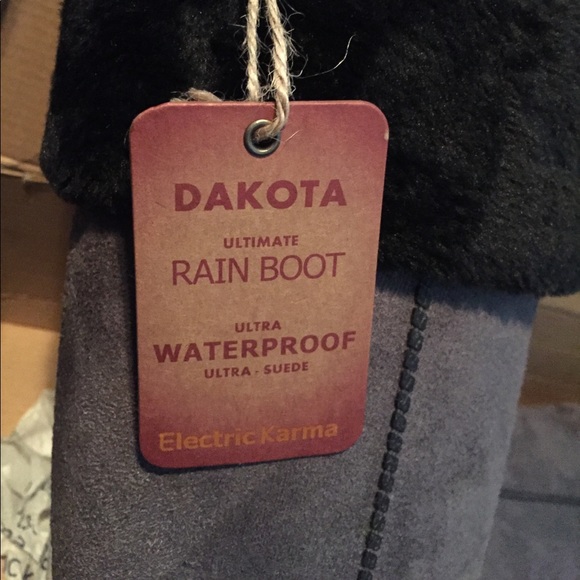 DAKOTA
ULTIMATE
RAIN BOOT
ULTRA
WATERPROOF
ULTRA - SUEDE
Electric Karma